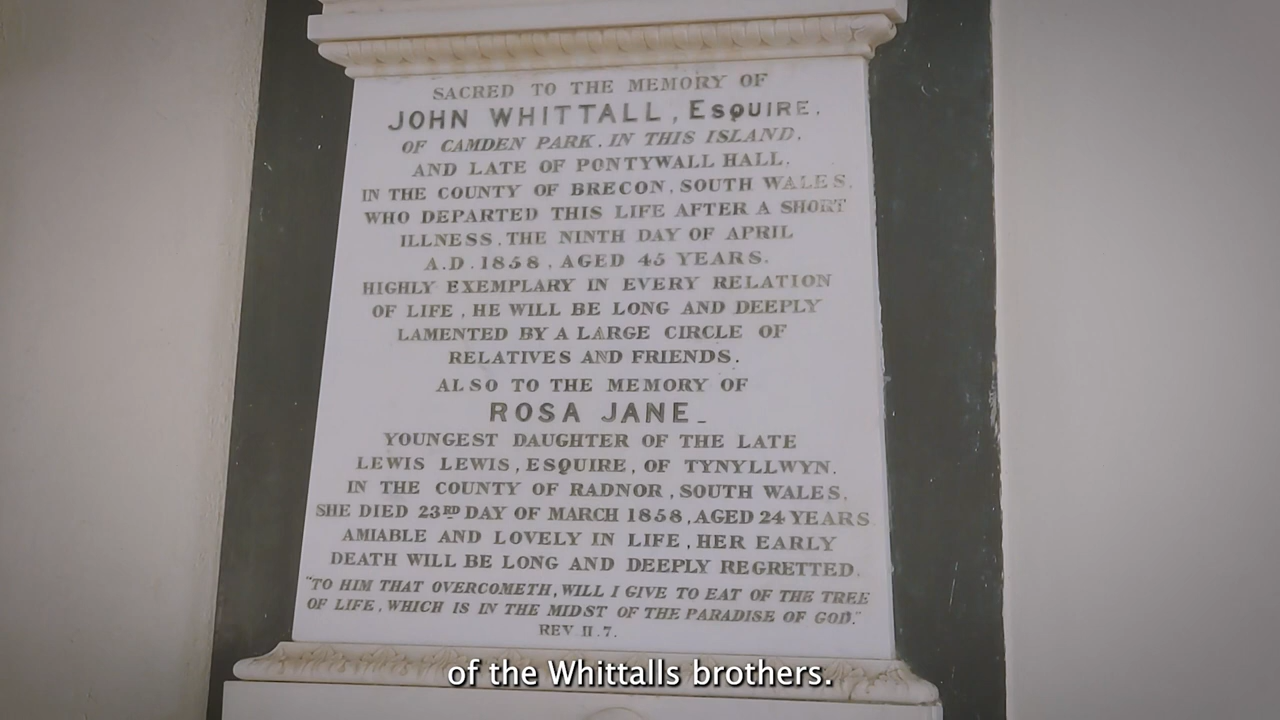 SACRED TO THE MEMORY OF
JOHN WHITTALL, ESQUIRE,
OF CAMDEN PARK, IN THIS ISLAND,
AND LATE OF PONTYWALL HALL,
IN THE COUNTY OF BRECON, SOUTH WALES,
WHO DEPARTED THIS LIFE AFTER A SHORT
ILLNESS, THE NINTH DAY OF APRIL
A.D. 1858, AGED 45 YEARS.
HIGHLY EXEMPLARY IN EVERY RELATION
OF LIFE, HE WILL BE LONG AND DEEPLY
LAMENTED BY A LARGE CIRCLE OF
RELATIVES AND FRIENDS.
ALSO TO THE MEMORY OF
ROSA JANE_
YOUNGEST DAUGHTER OF THE LATE
LEWIS LEWIS, ESQUIRE, OF TYNYLLWYN,
IN THE COUNTY OF RADNOR, SOUTH WALES,
SHE DIED 23RD DAY OF MARCH 1858, AGED 24 YEARS
AMIABLE AND LOVELY IN LIFE, HER EARLY
DEATH WILL BE LONG AND DEEPLY REGRETTED.
"TO HIM THAT OVERCOMETH, WILL I GIVE TO EAT OF THE TREE
OF LIFE, WHICH IS IN THE MIDST OF THE PARADISE OF GOD."
REV. II. 7.
of the Whittalls brothers.